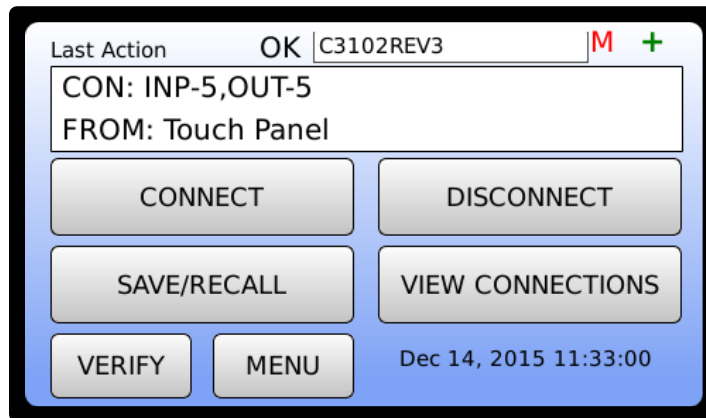 Last Action OK C3102REV3 M +
CON: INP-5,OUT-5
FROM: Touch Panel
CONNECT DISCONNECT
SAVE/RECALL VIEW CONNECTIONS
VERIFY MENU Dec 14, 2015 11:33:00